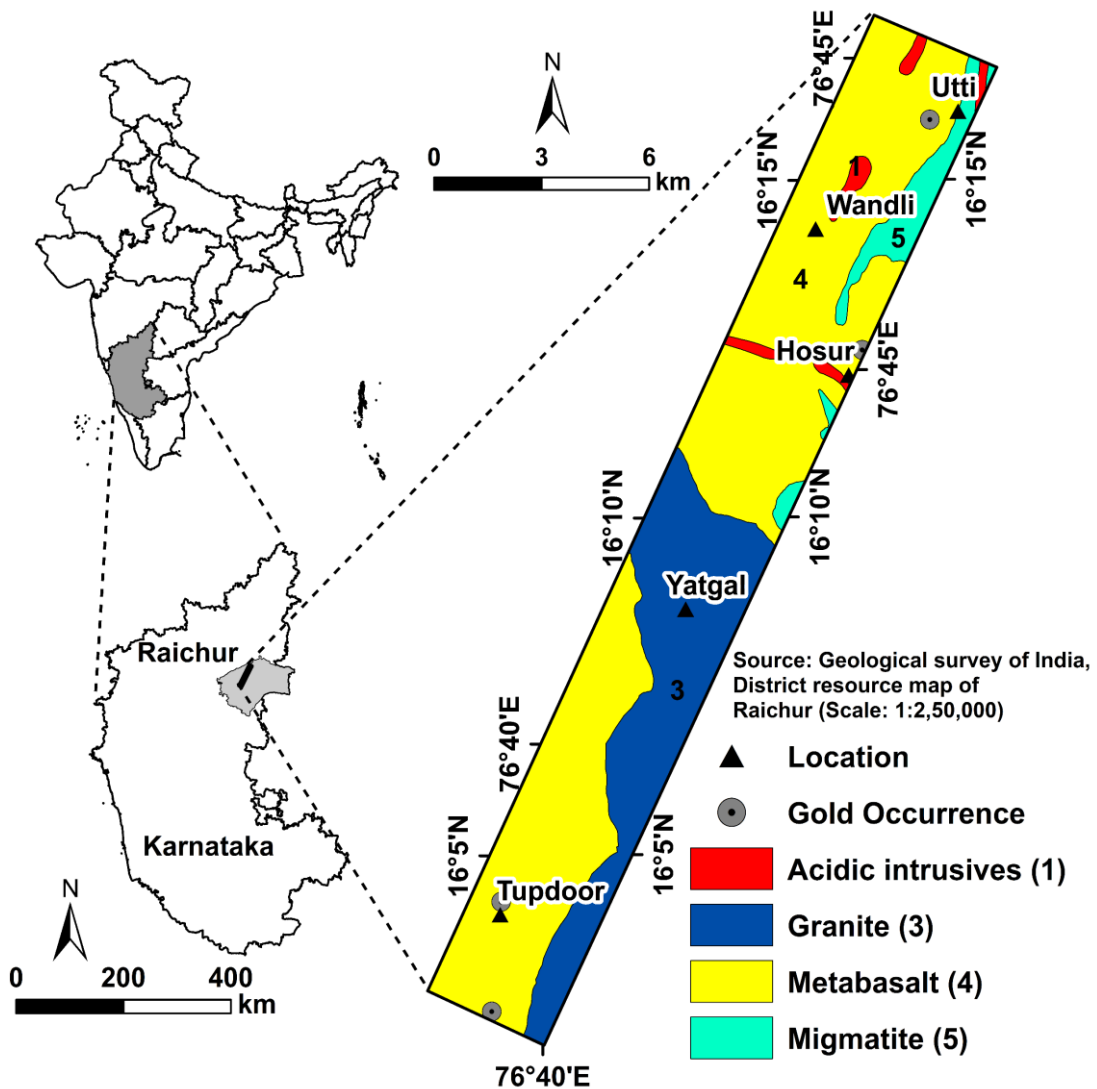 N
0 3 6
km
76°45'E
Utti
16°15'N
1
16°15'N
Wandli
5
4
Hosur
76°45'E
16°10'N
16°10'N
Yatgal
Raichur
3
Source: Geological survey of India,
District resource map of
Raichur (Scale: 1:2,50,000)
76°40'E
Location
Gold Occurrence
Karnataka
16°5'N
16°5'N
Acidic intrusives (1)
Tupdoor
N
Granite (3)
0 200 400
km
Metabasalt (4)
Migmatite (5)
76°40'E